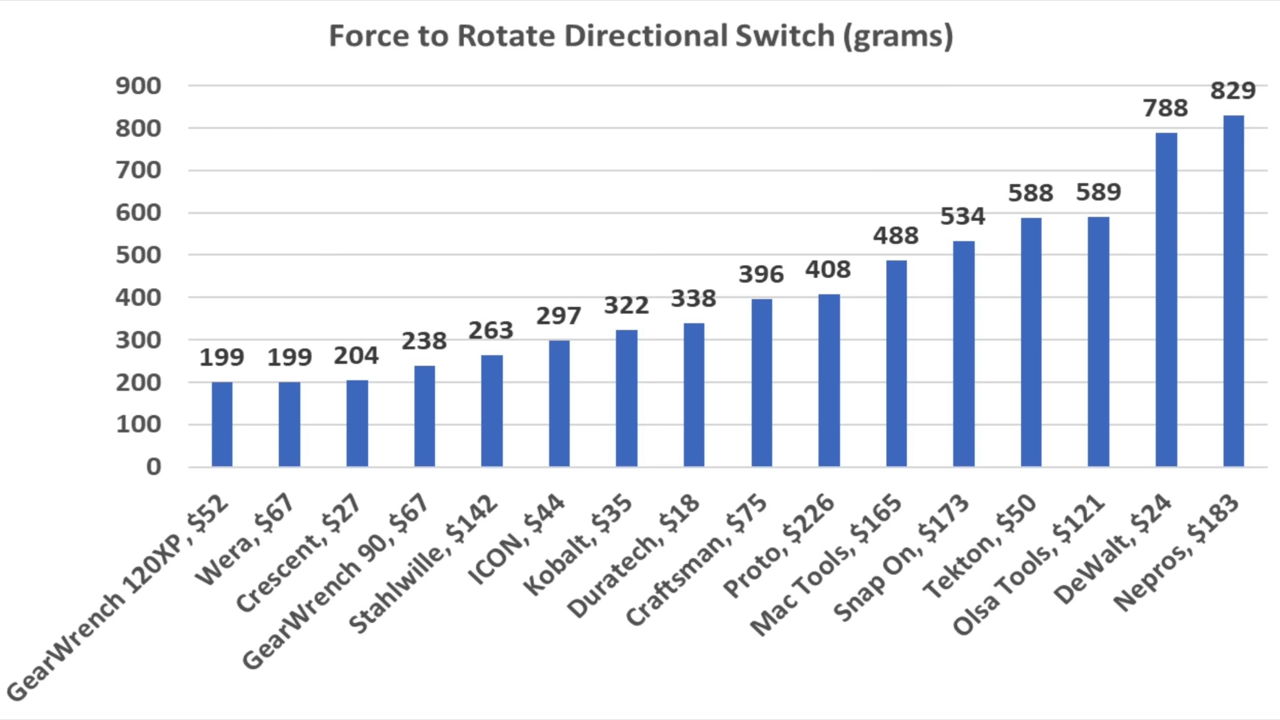 Force to Rotate Directional Switch (grams)
900
800
700
600
500
400
300
200
100
0
199
199
204
238
263
297
322
338
396
408
488
534
588
589
788
829
GearWrench 120XP, $52
Wera, $67
Crescent, $27
GearWrench 90, $67
Stahlwille, $142
ICON, $44
Kobalt, $35
Duratech, $18
Craftsman, $75
Proto, $226
Mac Tools, $165
Snap On, $173
Tekton, $50
Olsa Tools, $121
DeWalt, $24
Nepros, $183